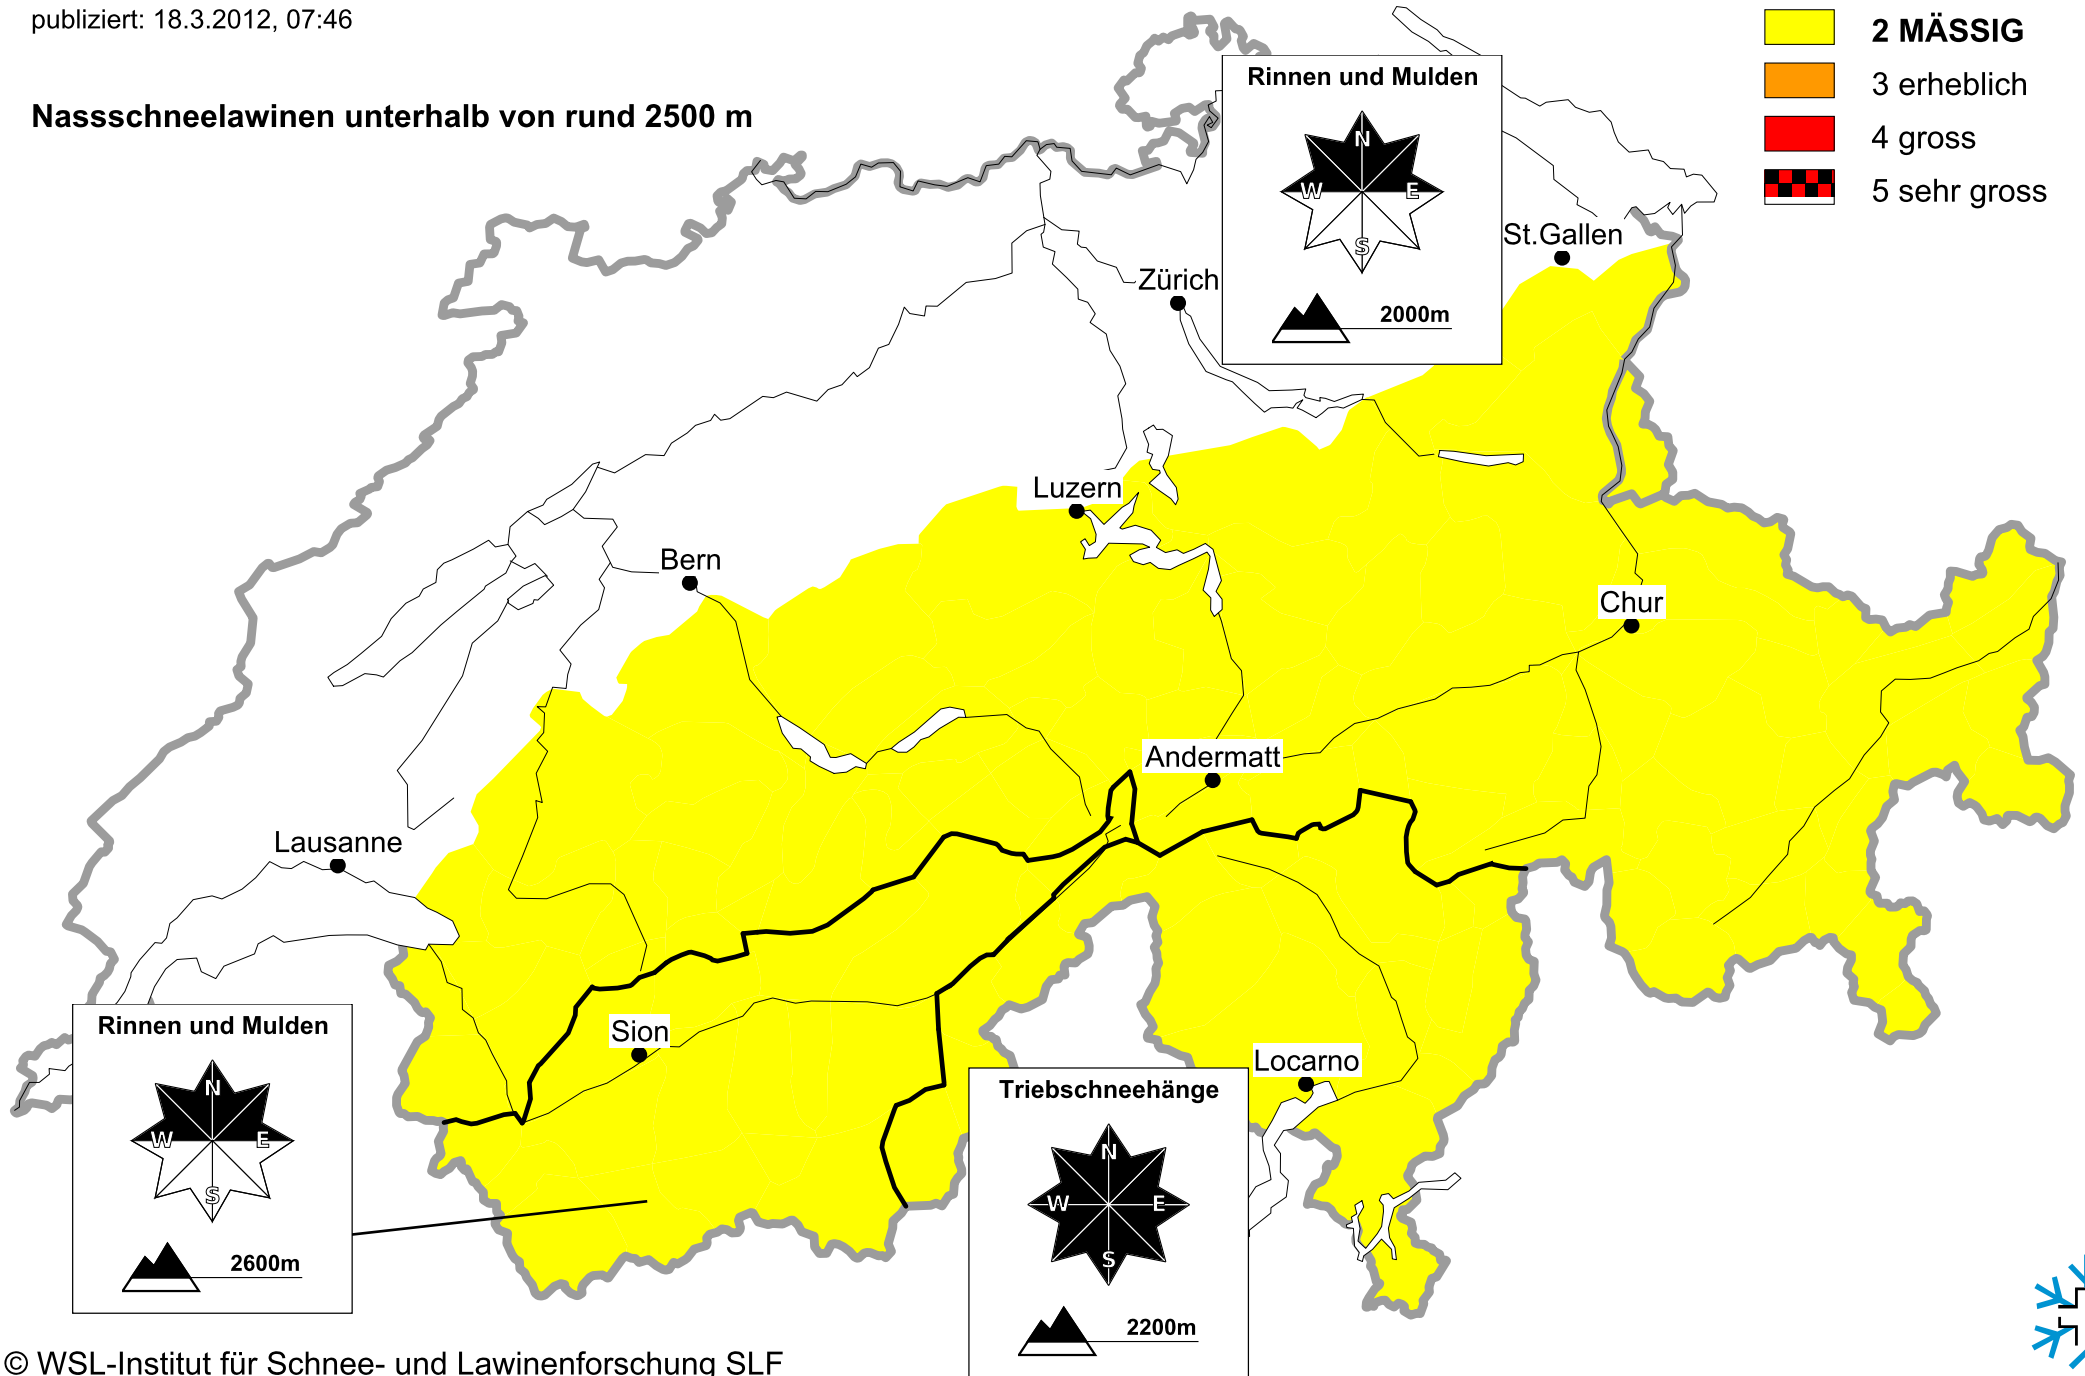 publiziert: 18.3.2012, 07:46
Nassschneelawinen unterhalb von rund 2500 m
2 MÄSSIG
3 erheblich
4 gross
5 sehr gross
Rinnen und Mulden
N
W E
S
2000m
St.Gallen
Zürich
Luzern
Bern
Chur
Andermatt
Lausanne
Sion
Locarno
Rinnen und Mulden
N
W E
S
2600m
Triebschneehänge
N
W E
S
2200m
© WSL-Institut für Schnee- und Lawinenforschung SLF